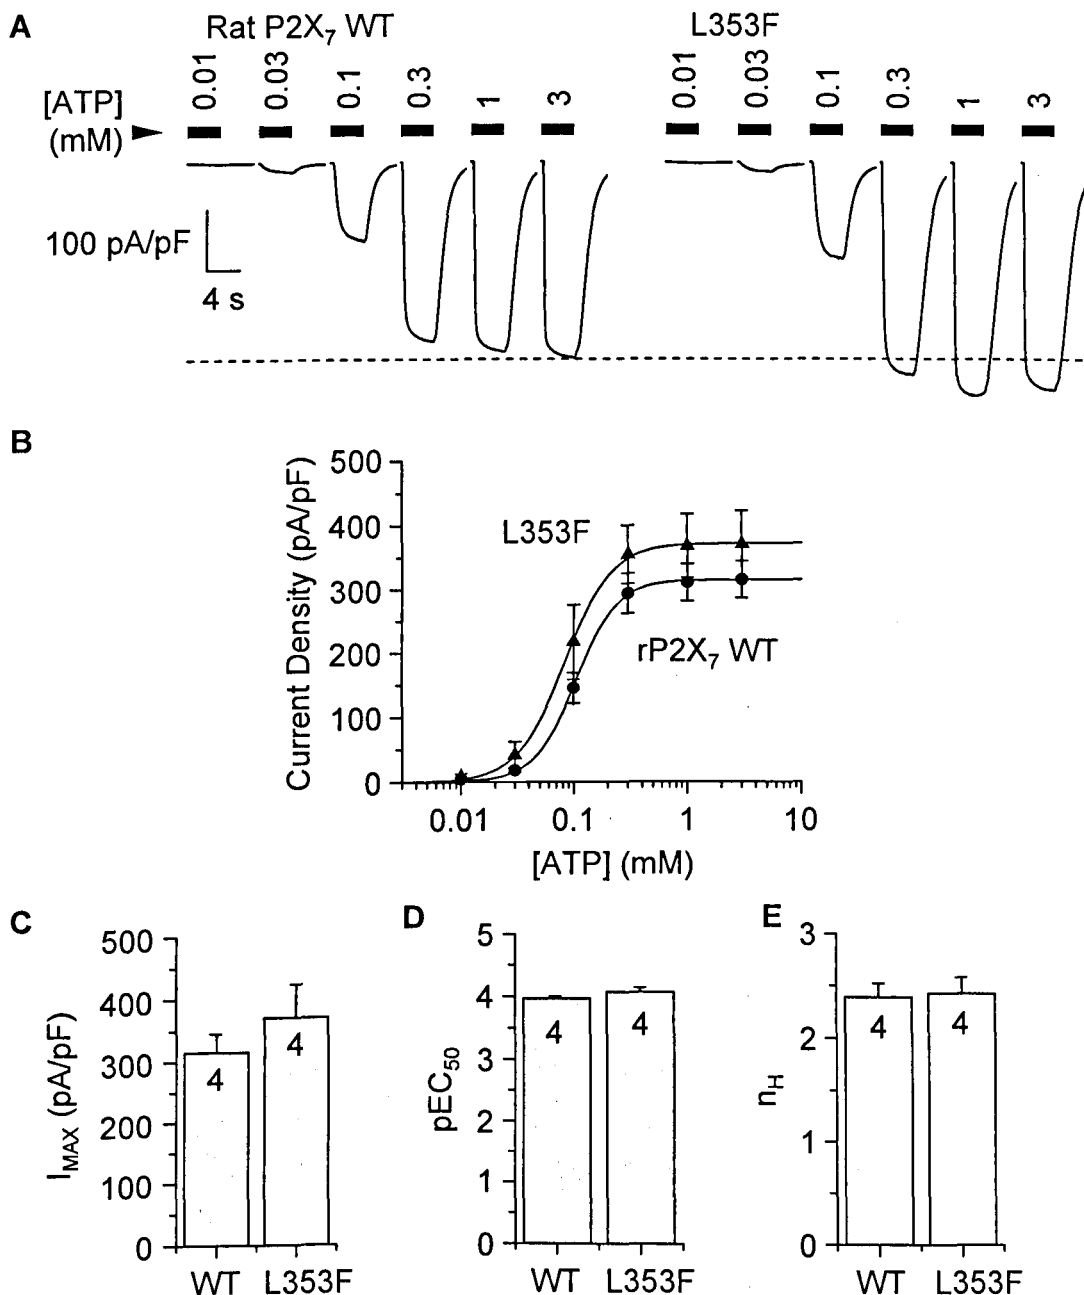 A
Rat P2X₇ WT
L353F
[ATP]
(mM)
0.01
0.03
0.1
0.3
1
3
0.01
0.03
0.1
0.3
1
3
100 pA/pF
4 s
B
Current Density (pA/pF)
500
400
300
200
100
0
L353F
rP2X₇ WT
0.01
0.1
1
10
[ATP] (mM)
C
I_MAX (pA/pF)
500
400
300
200
100
0
4
4
WT
L353F
D
pEC₅₀
5
4
3
2
1
0
4
4
WT
L353F
E
n_H
3
2
1
0
4
4
WT
L353F